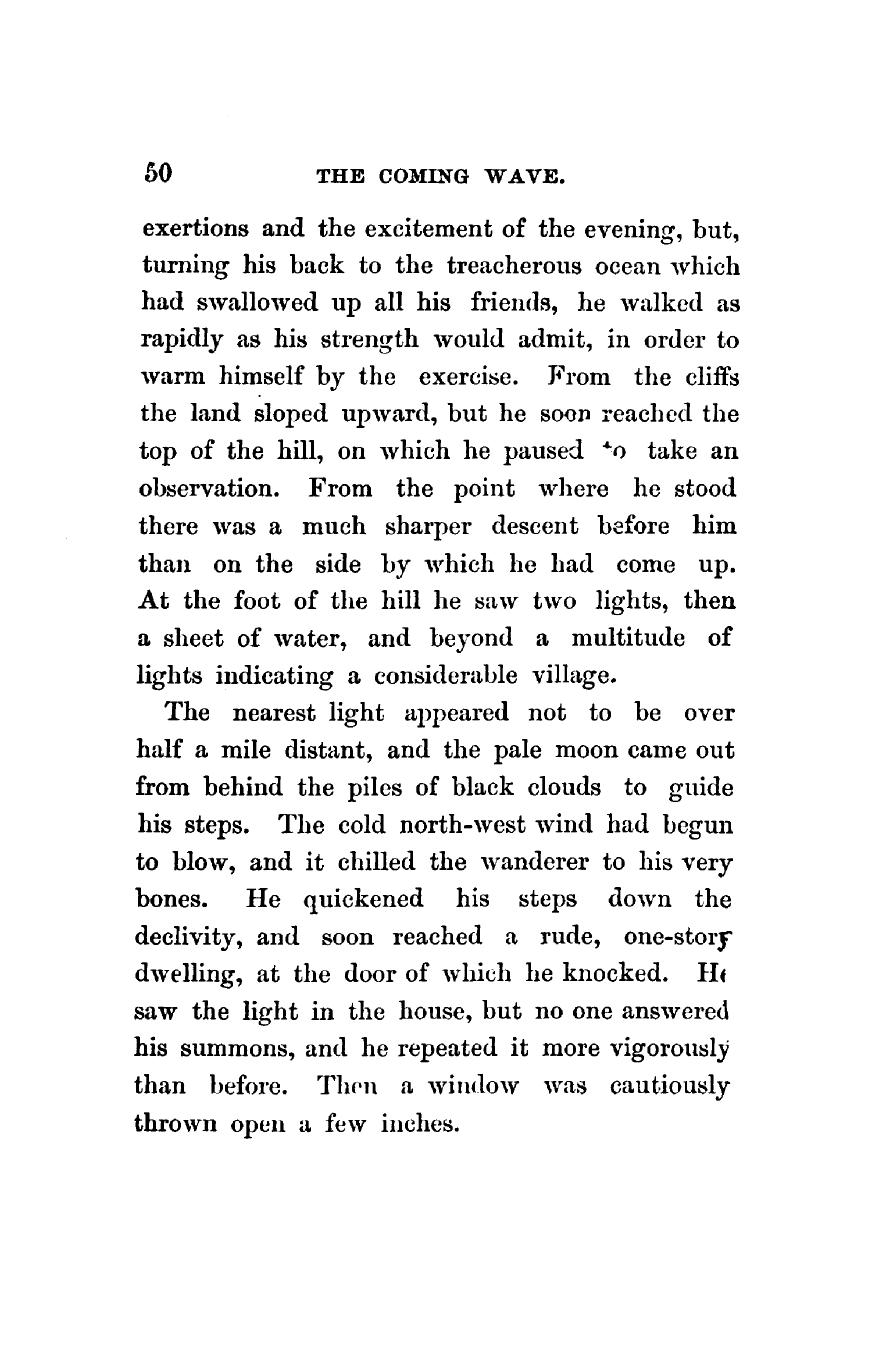 50 THE COMING WAVE.
exertions and the excitement of the evening, but,
turning his back to the treacherous ocean which
had swallowed up all his friends, he walked as
rapidly as his strength would admit, in order to
warm himself by the exercise. From the cliffs
the land sloped upward, but he soon reached the
top of the hill, on which he paused to take an
observation. From the point where he stood
there was a much sharper descent before him
than on the side by which he had come up.
At the foot of the hill he saw two lights, then
a sheet of water, and beyond a multitude of
lights indicating a considerable village.
The nearest light appeared not to be over
half a mile distant, and the pale moon came out
from behind the piles of black clouds to guide
his steps. The cold north-west wind had begun
to blow, and it chilled the wanderer to his very
bones. He quickened his steps down the
declivity, and soon reached a rude, one-story
dwelling, at the door of which he knocked. He
saw the light in the house, but no one answered
his summons, and he repeated it more vigorously
than before. Then a window was cautiously
thrown open a few inches.